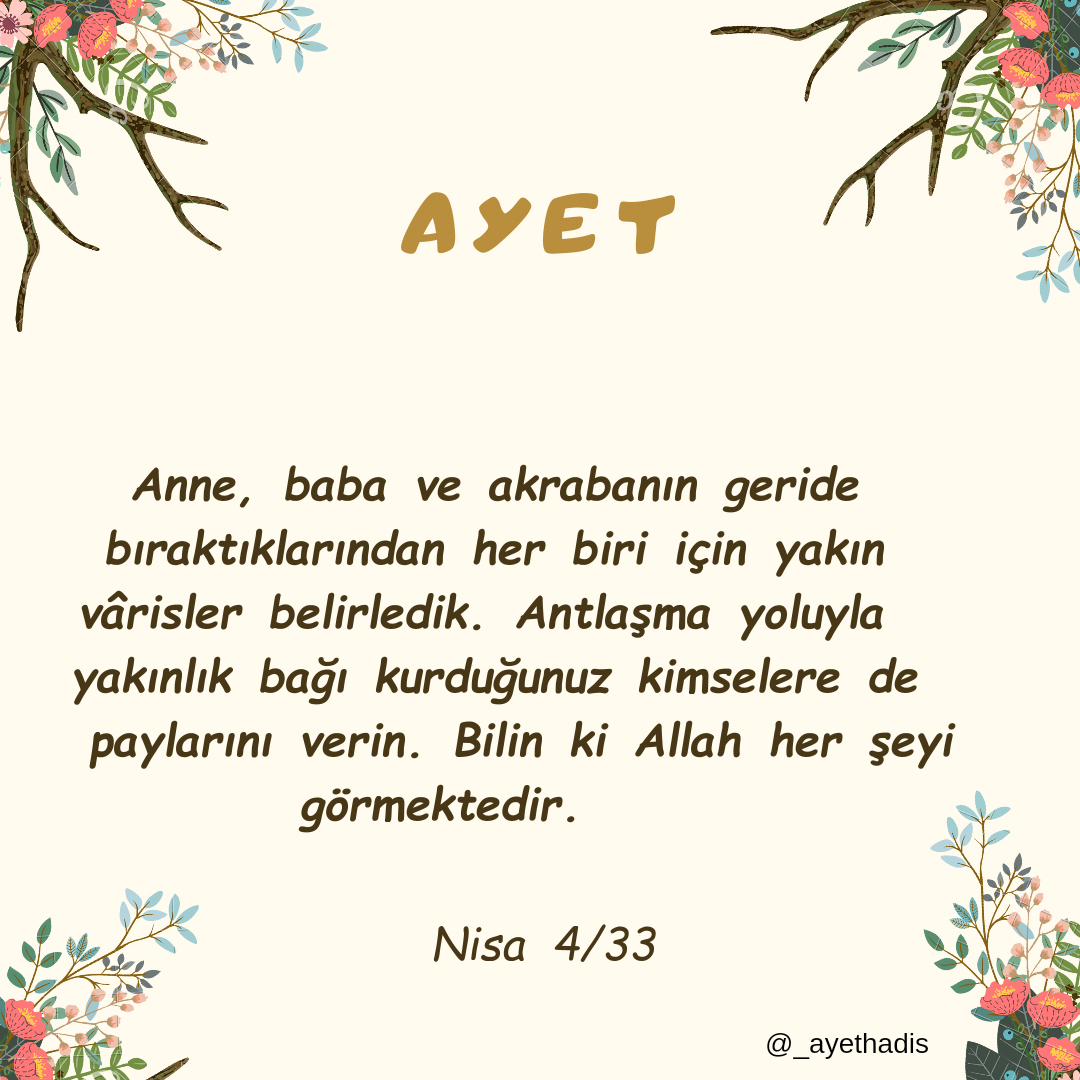 AYET
Anne, baba ve akrabanın geride
bıraktıklarından her biri için yakın
vârisler belirledik. Antlaşma yoluyla
yakınlık bağı kurduğunuz kimselere de
paylarını verin. Bilin ki Allah her şeyi
görmektedir.
Nisa 4/33
@_ayethadis